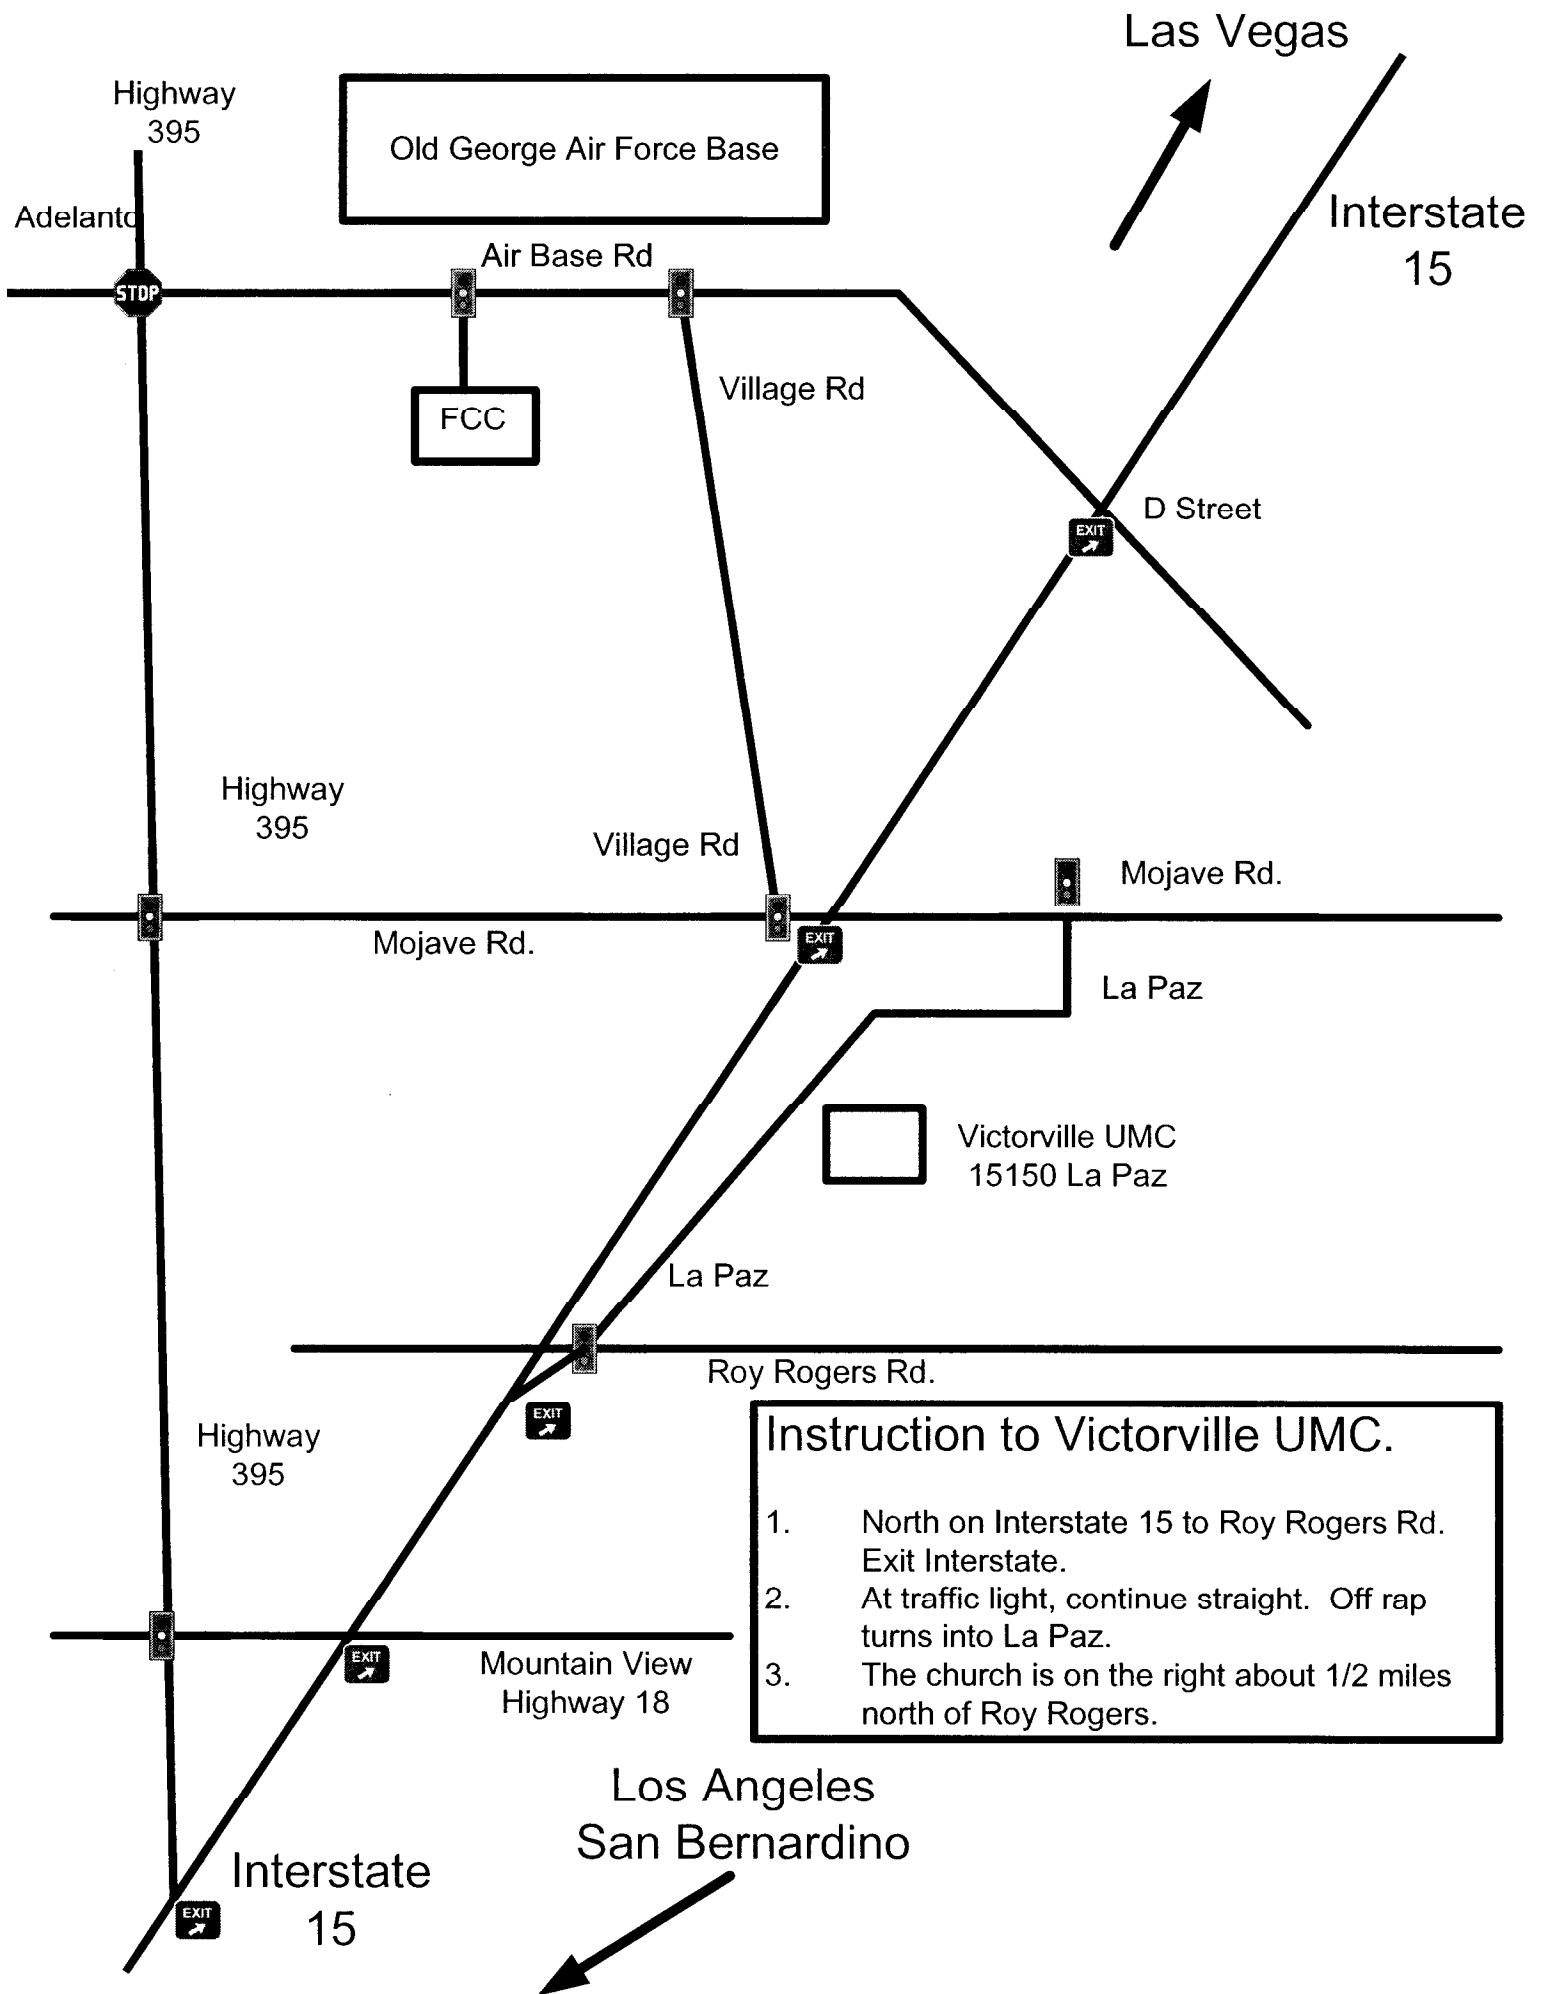 Las Vegas
Highway
395
Old George Air Force Base
Adelanto
Interstate
15
Air Base Rd
STOP
Village Rd
FCC
D Street
EXIT
Highway
395
Village Rd
Mojave Rd.
Mojave Rd.
EXIT
La Paz
Victorville UMC
15150 La Paz
La Paz
Roy Rogers Rd.
EXIT
Highway
395
Instruction to Victorville UMC.
1. North on Interstate 15 to Roy Rogers Rd.
Exit Interstate.
2. At traffic light, continue straight. Off rap
turns into La Paz.
3. The church is on the right about 1/2 miles
north of Roy Rogers.
EXIT
Mountain View
Highway 18
Los Angeles
San Bernardino
Interstate
15
EXIT